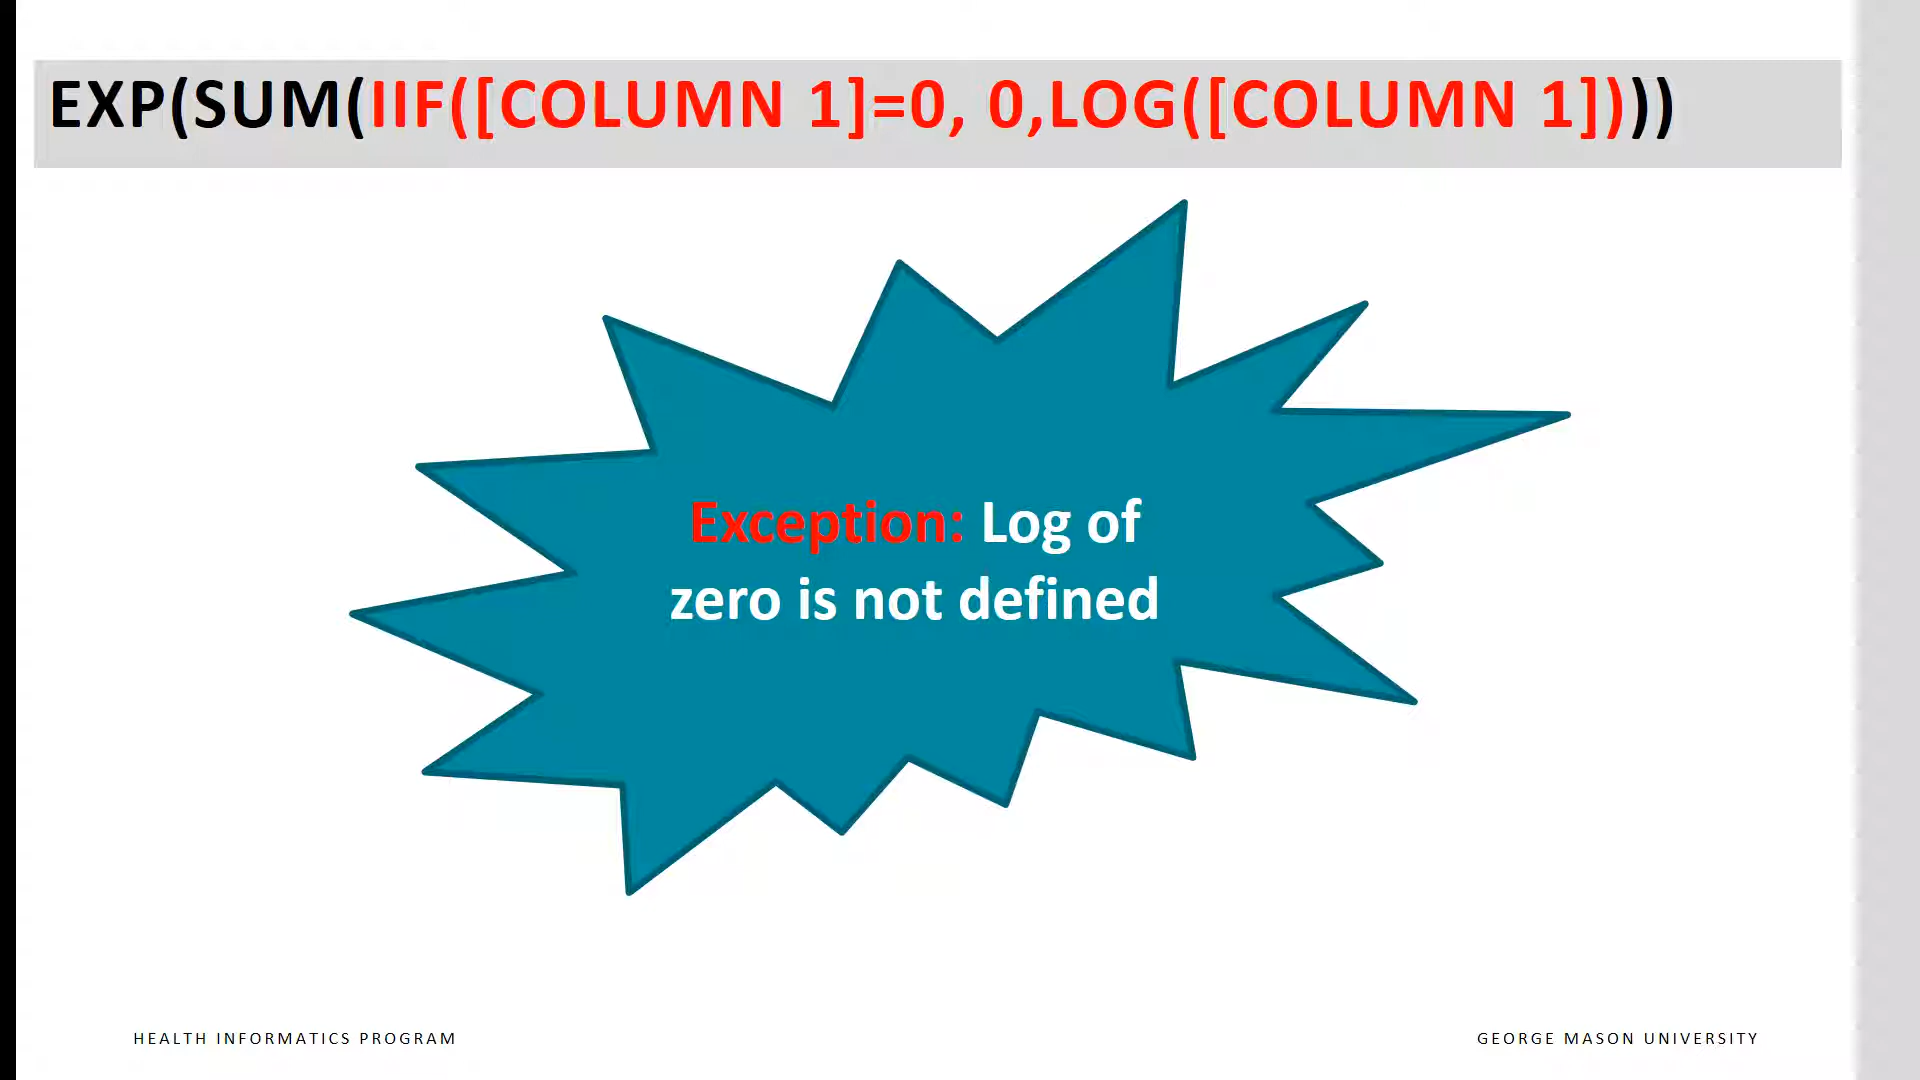 EXP(SUM(IIF([COLUMN 1]=0, 0,LOG([COLUMN 1])))
Exception: Log of
zero is not defined
HEALTH INFORMATICS PROGRAM
GEORGE MASON UNIVERSITY